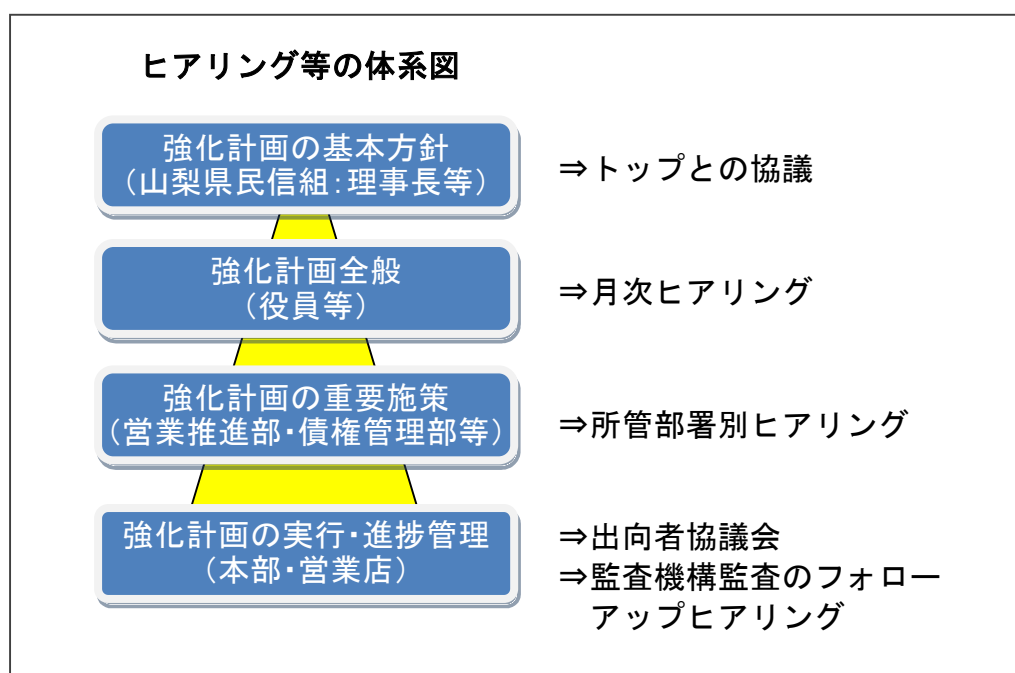 ヒアリング等の体系図
強化計画の基本方針
（山梨県民信組：理事長等）
⇒トップとの協議
強化計画全般
（役員等）
⇒月次ヒアリング
強化計画の重要施策
（営業推進部・債権管理部等）
⇒所管部署別ヒアリング
強化計画の実行・進捗管理
（本部・営業店）
⇒出向者協議会
⇒監査機構監査のフォロー
アップヒアリング